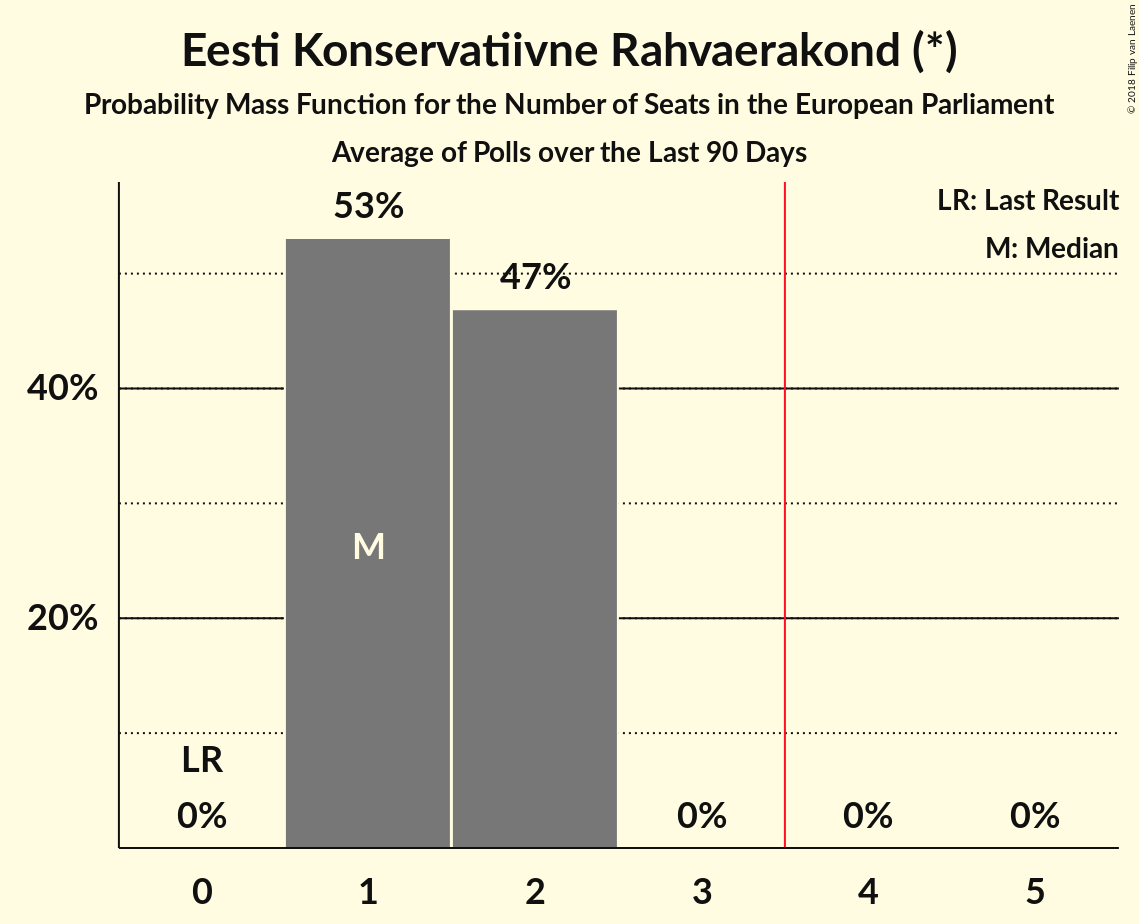 Eesti Konservatiivne Rahvaerakond (*)
Probability Mass Function for the Number of Seats in the European Parliament
Average of Polls over the Last 90 Days
© 2018 Filip van Laenen
LR: Last Result
M: Median
53%
47%
40%
M
20%
LR
0%
0%
0%
0%
0
1
2
3
4
5